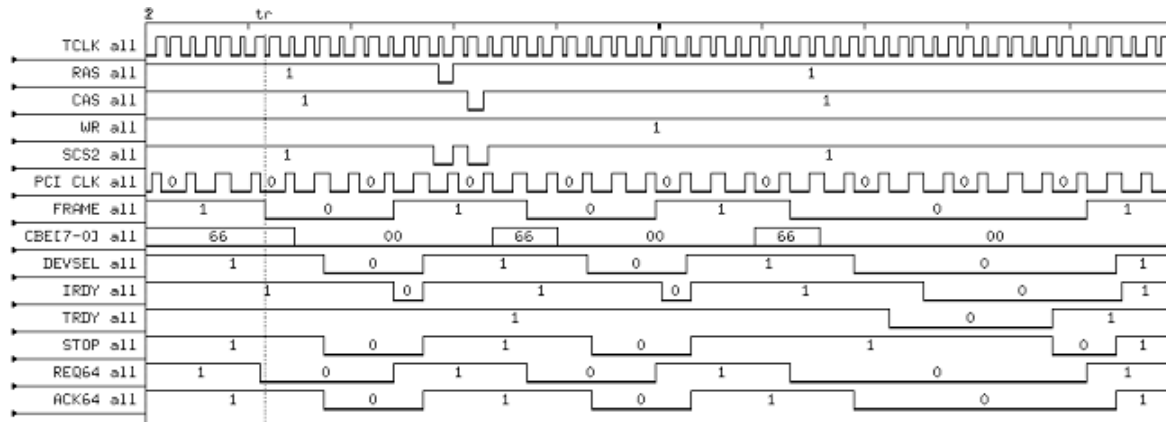 2 tr
TCLK all
RAS all 1 1
CAS all 1 1
WR all 1
SCS2 all 1 1
PCI CLK all 0 0 0 0 0 0 0 0 0 0
FRAME all 1 0 1 0 1 0 1
CBE[7-0] all 66 00 66 00 66 00
DEVSEL all 1 0 1 0 1 0 1
IRDY all 1 0 1 0 1 0 1
TRDY all 1 0 1
STOP all 1 0 1 0 1 0 1
REQ64 all 1 0 1 0 1 0 1
ACK64 all 1 0 1 0 1 0 1